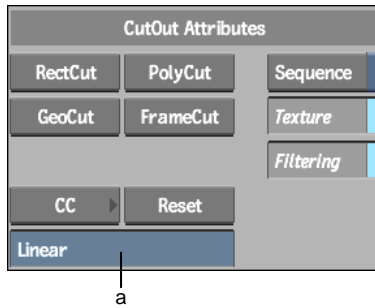 CutOut Attributes
RectCut PolyCut Sequence
GeoCut FrameCut Texture
Filtering
CC Reset
Linear
a